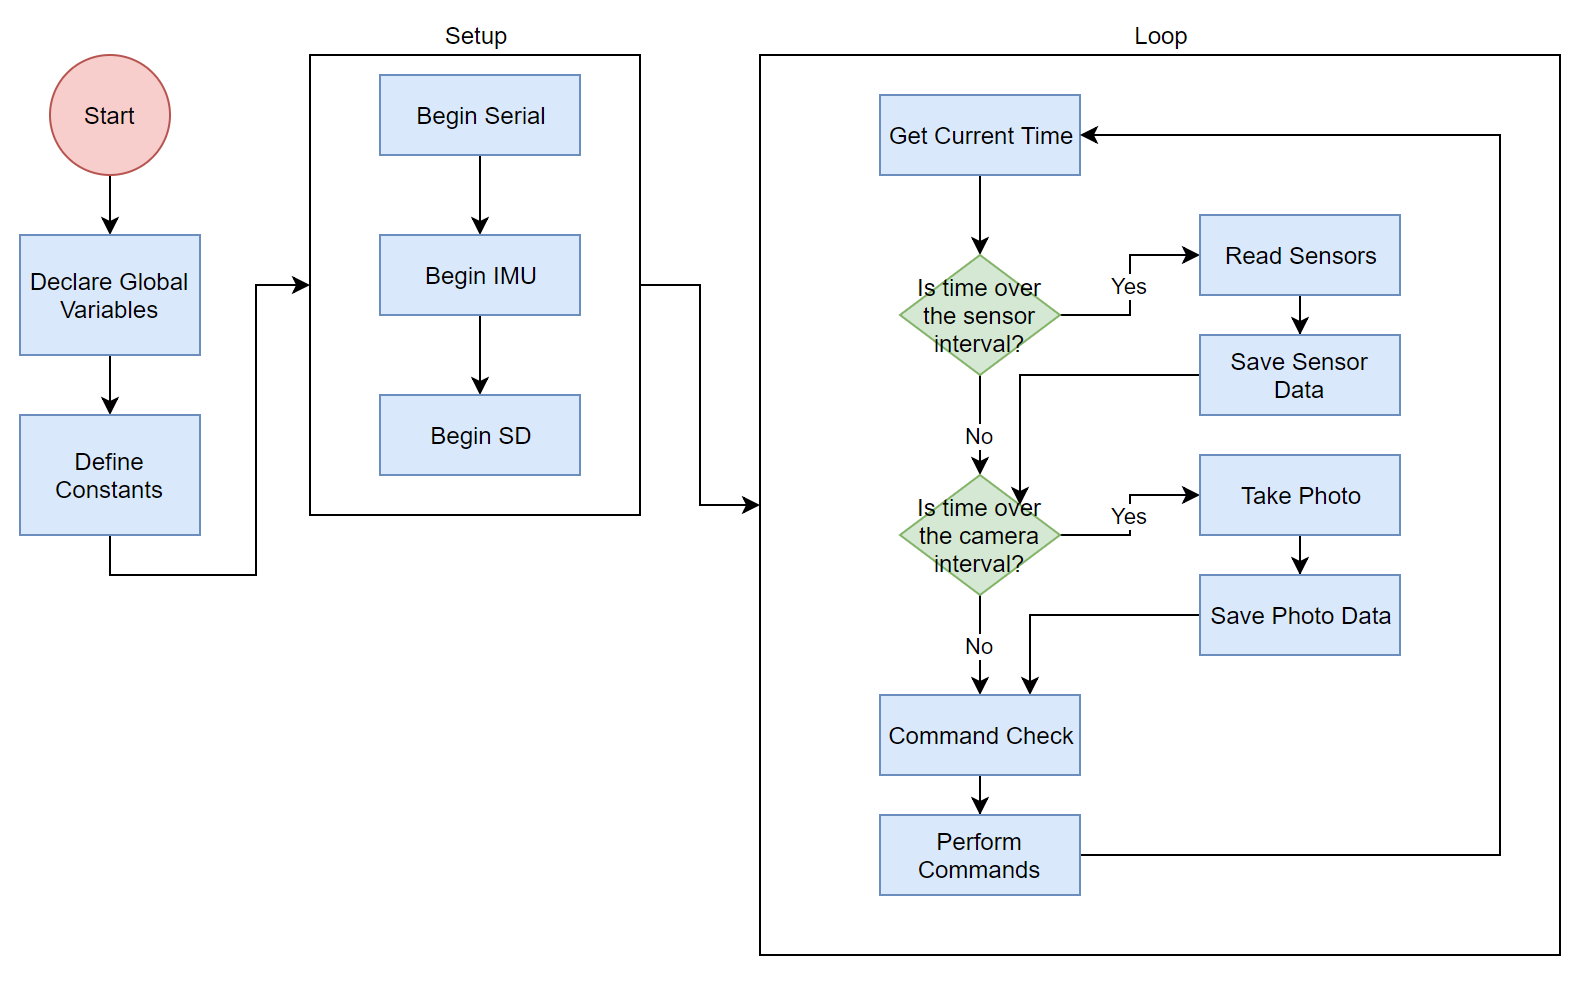 Start
Declare Global
Variables
Define
Constants
Setup
Begin Serial
Begin IMU
Begin SD
Loop
Get Current Time
Is time over
the sensor
interval?
Yes
Read Sensors
Save Sensor
Data
No
Is time over
the camera
interval?
Yes
Take Photo
Save Photo Data
No
Command Check
Perform
Commands